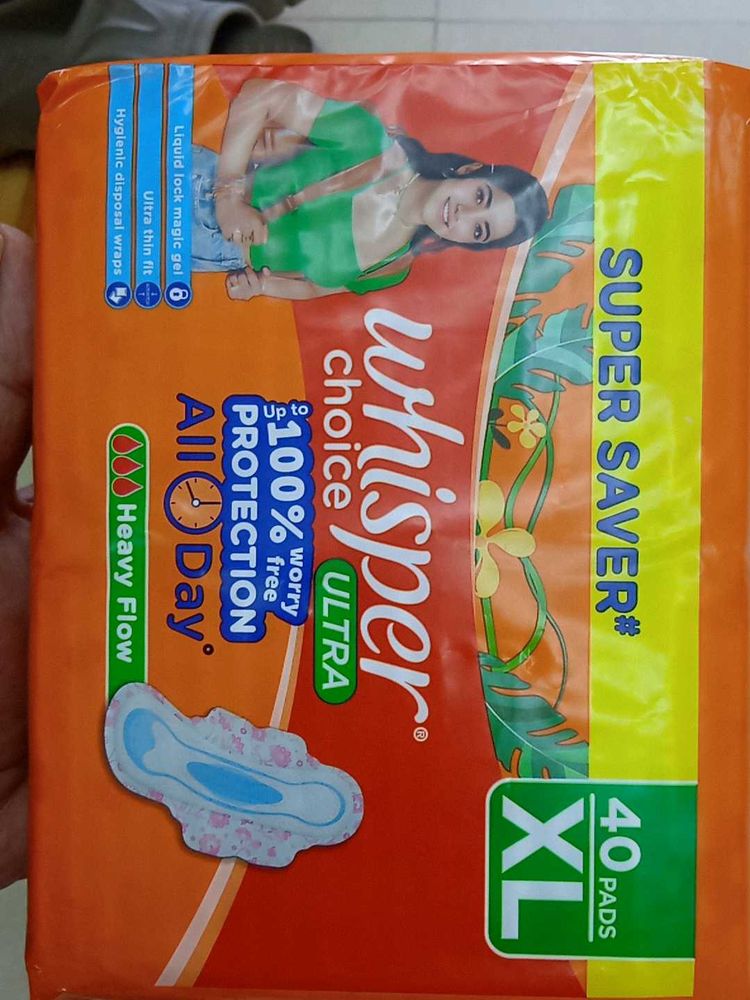 SUPER SAVER#
40 PADS
XL
whisper®
choice ULTRA
Up to
100% worry free
PROTECTION
All Day°
Heavy Flow
Liquid lock magic gel
Ultra thin fit
Hygienic disposal wraps